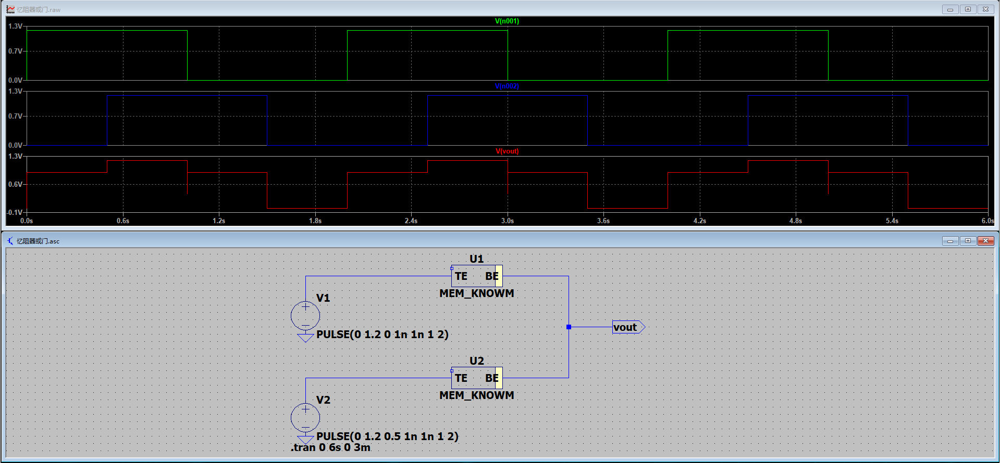 忆阻器或门.raw
V(n001)
1.3V
0.7V
0.0V
V(n002)
1.3V
0.7V
0.0V
V(vout)
1.3V
0.6V
-0.1V
0.0s 0.6s 1.2s 1.8s 2.4s 3.0s 3.6s 4.2s 4.8s 5.4s 6.0s
忆阻器或门.asc
U1
TE BE
MEM_KNOWM
V1
PULSE(0 1.2 0 1n 1n 1 2)
vout
U2
TE BE
MEM_KNOWM
V2
PULSE(0 1.2 0.5 1n 1n 1 2)
.tran 0 6s 0 3m